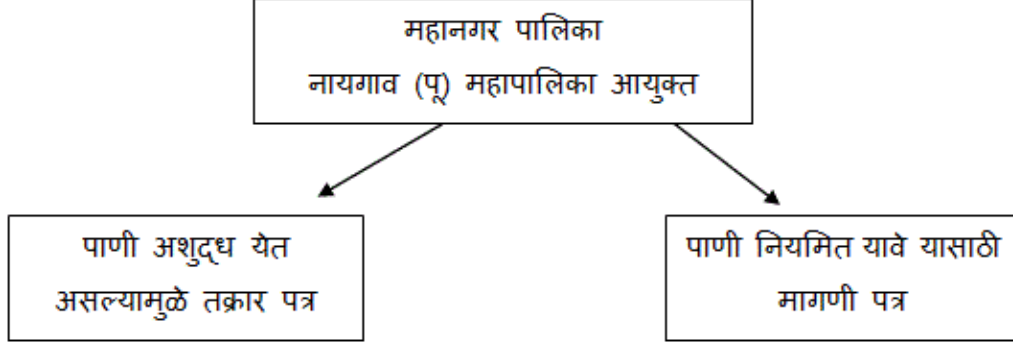 महानगर पालिका
नायगाव (पू) महापालिका आयुक्त
पाणी अशुद्ध येत
असल्यामुळे तक्रार पत्र
पाणी नियमित यावे यासाठी
मागणी पत्र